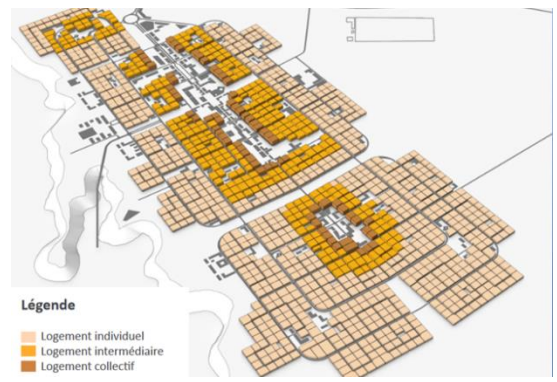 Légende
Logement individuel
Logement intermédiaire
Logement collectif